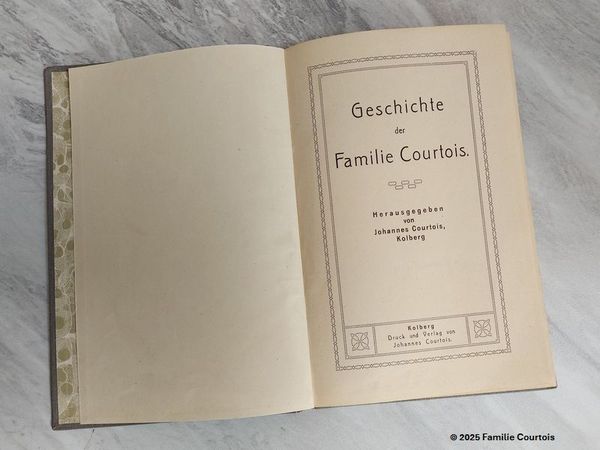 Geschichte
der
Familie Courtois.
Herausgegeben
von
Johannes Courtois,
Kolberg
Kolberg
Druck und Verlag von
Johannes Courtois.
© 2025 Familie Courtois